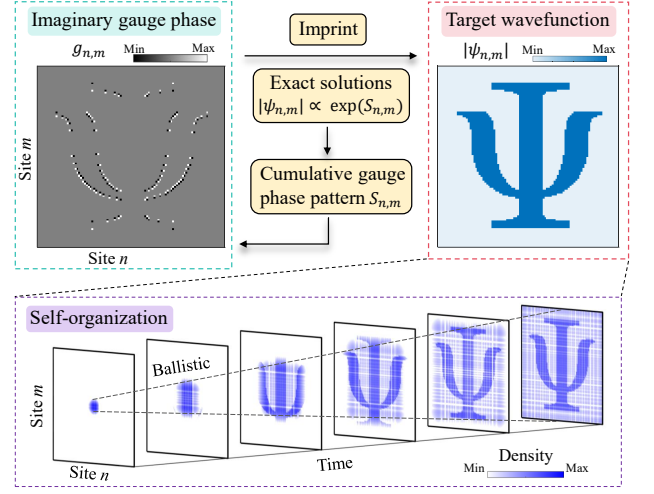 Imaginary gauge phase
g_{n,m}
Min
Max
Site m
Site n
Imprint
Exact solutions
|ψ_{n,m}| ∝ exp(S_{n,m})
Cumulative gauge
phase pattern S_{n,m}
Target wavefunction
|ψ_{n,m}|
Min
Max
Self-organization
Ballistic
Site m
Site n
Time
Density
Min
Max